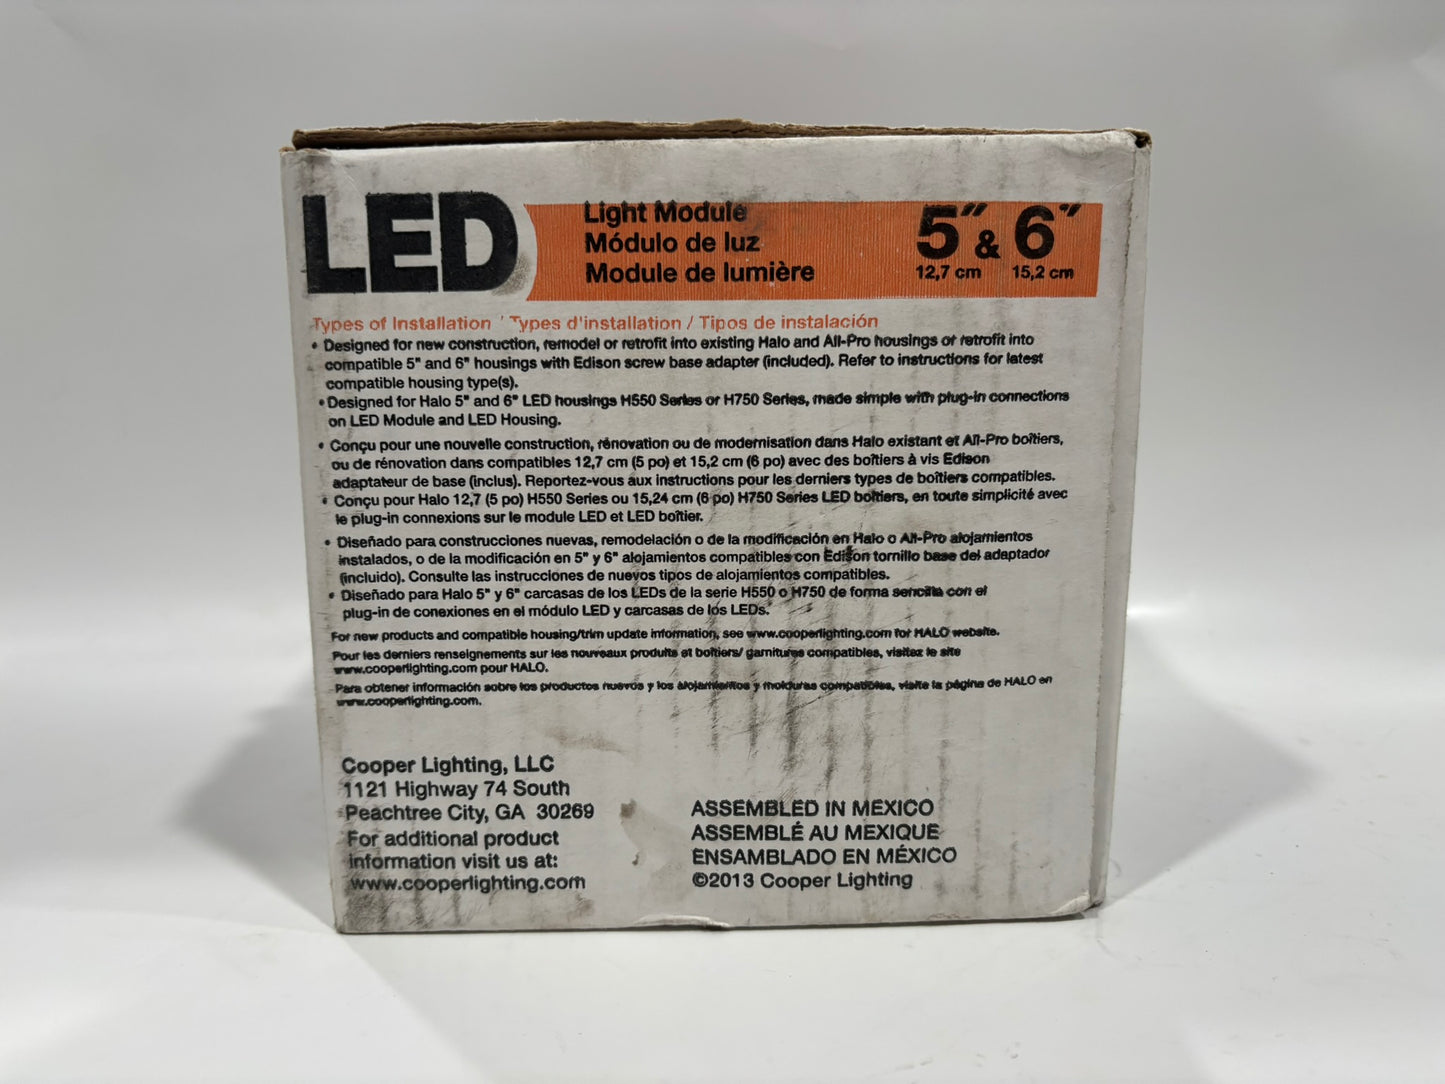 LED
Light Module
Módulo de luz
Module de lumière
5" & 6"
12,7 cm 15,2 cm
Types of Installation / Types d'installation / Tipos de instalación
• Designed for new construction, remodel or retrofit into existing Halo and All-Pro housings or retrofit into
compatible 5" and 6" housings with Edison screw base adapter (included). Refer to instructions for latest
compatible housing type(s).
• Designed for Halo 5" and 6" LED housings H550 Series or H750 Series, made simple with plug-in connections
on LED Module and LED Housing.
• Conçu pour une nouvelle construction, rénovation ou de modernisation dans Halo existant et All-Pro boîtiers,
ou de rénovation dans compatibles 12,7 cm (5 po) et 15,2 cm (6 po) avec des boîtiers à vis Edison
adaptateur de base (inclus). Reportez-vous aux instructions pour les derniers types de boîtiers compatibles.
• Conçu pour Halo 12,7 (5 po) H550 Series ou 15,24 cm (6 po) H750 Series LED boîtiers, en toute simplicité avec
le plug-in connexions sur le module LED et LED boîtier.
• Diseñado para construcciones nuevas, remodelación o de la modificación en Halo o All-Pro alojamientos
instalados, o de la modificación en 5" y 6" alojamientos compatibles con Edison tornillo base del adaptador
(incluido). Consulte las instrucciones de nuevos tipos de alojamientos compatibles.
• Diseñado para Halo 5" y 6" carcasas de los LEDs de la serie H550 o H750 de forma sencilla con el
plug-in de conexiones en el módulo LED y carcasas de los LEDs.
For new products and compatible housing/trim update information, see www.cooperlighting.com for HALO website.
Pour les derniers renseignements sur les nouveaux produits et boîtiers/ garnitures compatibles, visitez le site
www.cooperlighting.com pour HALO.
Para obtener información sobre los productos nuevos y los alojamientos y molduras compatibles, visite la página de HALO en
www.cooperlighting.com.
Cooper Lighting, LLC
1121 Highway 74 South
Peachtree City, GA 30269
For additional product
information visit us at:
www.cooperlighting.com
ASSEMBLED IN MEXICO
ASSEMBLÉ AU MEXIQUE
ENSAMBLADO EN MÉXICO
©2013 Cooper Lighting